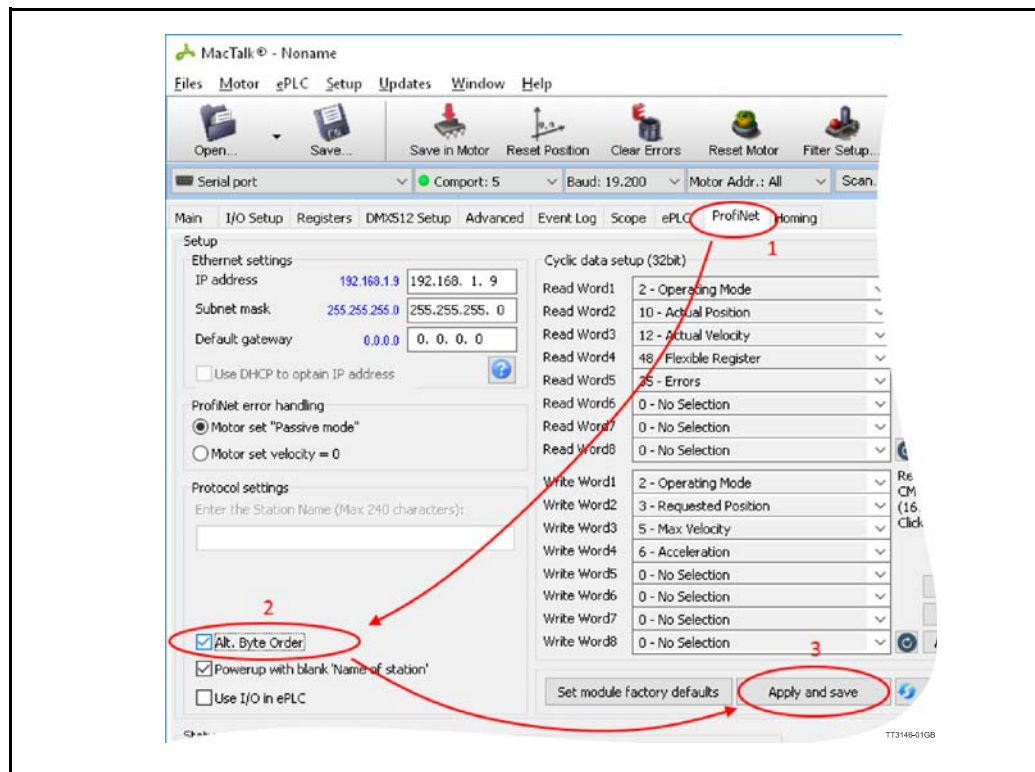 MacTalk® - Noname
Files Motor ePLC Setup Updates Window Help
Open... Save... Save in Motor Reset Position Clear Errors Reset Motor Filter Setup...
Serial port Comport: 5 Baud: 19.200 Motor Addr.: All Scan.
Main I/O Setup Registers DMX512 Setup Advanced Event Log Scope ePLC ProfiNet Homing
1
Setup
Ethernet settings
IP address 192.168.1.9 192.168. 1. 9
Subnet mask 255.255.255.0 255.255.255. 0
Default gateway 0.0.0.0 0. 0. 0. 0
Use DHCP to optain IP address
ProfiNet error handling
Motor set "Passive mode"
Motor set velocity = 0
Protocol settings
Enter the Station Name (Max 240 characters):
2
Alt. Byte Order
Powerup with blank 'Name of station'
Use I/O in ePLC
Cyclic data setup (32bit)
Read Word1 2 - Operating Mode
Read Word2 10 - Actual Position
Read Word3 12 - Actual Velocity
Read Word4 48 - Flexible Register
Read Word5 35 - Errors
Read Word6 0 - No Selection
Read Word7 0 - No Selection
Read Word8 0 - No Selection
Write Word1 2 - Operating Mode
Write Word2 3 - Requested Position
Write Word3 5 - Max Velocity
Write Word4 6 - Acceleration
Write Word5 0 - No Selection
Write Word6 0 - No Selection
Write Word7 0 - No Selection
Write Word8 0 - No Selection
Re
CM
(16.
Click
3
Set module factory defaults Apply and save
TT3146-01GB